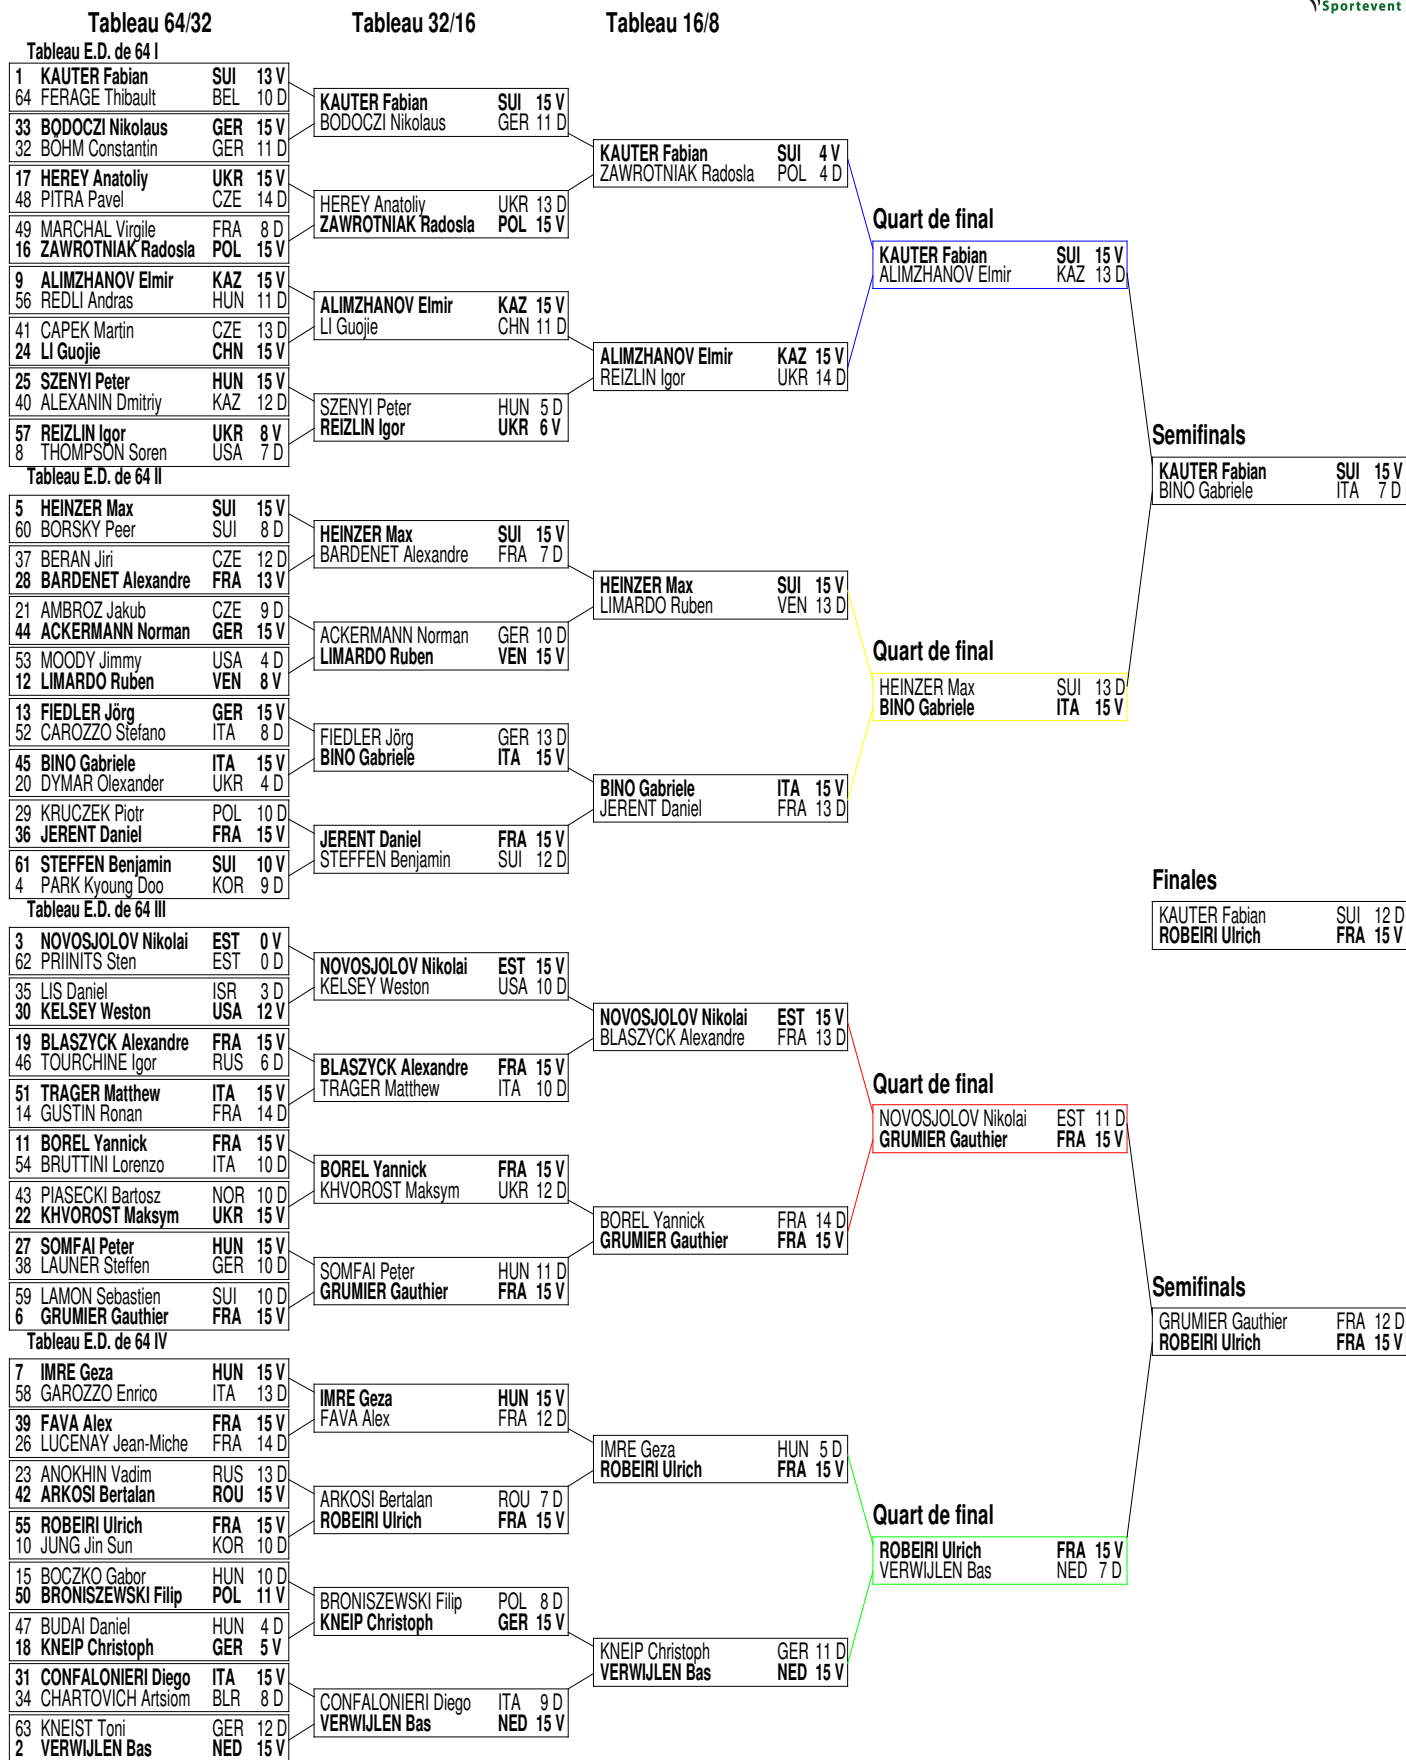 Sportevent
Tableau 64/32 Tableau 32/16 Tableau 16/8
Tableau E.D. de 64 I
1 KAUTER Fabian SUI 13 V
64 FERAGE Thibault BEL 10 D
33 BODOCZI Nikolaus GER 15 V
32 BÖHM Constantin GER 11 D
17 HEREY Anatoliy UKR 15 V
48 PITRA Pavel CZE 14 D
49 MARCHAL Virgile FRA 8 D
16 ZAWROTNIAK Radosla POL 15 V
9 ALIMZHANOV Elmir KAZ 15 V
56 REDLI Andras HUN 11 D
41 CAPEK Martin CZE 13 D
24 LI Guojie CHN 15 V
25 SZENYI Peter HUN 15 V
40 ALEXANIN Dmitriy KAZ 12 D
57 REIZLIN Igor UKR 8 V
8 THOMPSON Soren USA 7 D
Tableau E.D. de 64 II
5 HEINZER Max SUI 15 V
60 BORSKY Peer SUI 8 D
37 BERAN Jiri CZE 12 D
28 BARDENET Alexandre FRA 13 V
21 AMBROZ Jakub CZE 9 D
44 ACKERMANN Norman GER 15 V
53 MOODY Jimmy USA 4 D
12 LIMARDO Ruben VEN 8 V
13 FIEDLER Jörg GER 15 V
52 CAROZZO Stefano ITA 8 D
45 BINO Gabriele ITA 15 V
20 DYMAR Olexander UKR 4 D
29 KRUCZEK Piotr POL 10 D
36 JERENT Daniel FRA 15 V
61 STEFFEN Benjamin SUI 10 V
4 PARK Kyoung Doo KOR 9 D
Tableau E.D. de 64 III
3 NOVOSJOLOV Nikolai EST 0 V
62 PRIINITS Sten EST 0 D
35 LIS Daniel ISR 3 D
30 KELSEY Weston USA 12 V
19 BLASZYCK Alexandre FRA 15 V
46 TOURCHINE Igor RUS 6 D
51 TRAGER Matthew ITA 15 V
14 GUSTIN Ronan FRA 14 D
11 BOREL Yannick FRA 15 V
54 BRUTTINI Lorenzo ITA 10 D
43 PIASECKI Bartosz NOR 10 D
22 KHVOROST Maksym UKR 15 V
27 SOMFAI Peter HUN 15 V
38 LAUNER Steffen GER 10 D
59 LAMON Sebastien SUI 10 D
6 GRUMIER Gauthier FRA 15 V
Tableau E.D. de 64 IV
7 IMRE Geza HUN 15 V
58 GAROZZO Enrico ITA 13 D
39 FAVA Alex FRA 15 V
26 LUCENAY Jean-Miche FRA 14 D
23 ANOKHIN Vadim RUS 13 D
42 ARKOSI Bertalan ROU 15 V
55 ROBEIRI Ulrich FRA 15 V
10 JUNG Jin Sun KOR 10 D
15 BOCZKO Gabor HUN 10 D
50 BRONISZEWSKI Filip POL 11 V
47 BUDAI Daniel HUN 4 D
18 KNEIP Christoph GER 5 V
31 CONFALONIERI Diego ITA 15 V
34 CHARTOVICH Artsiom BLR 8 D
63 KNEIST Toni GER 12 D
2 VERWIJLEN Bas NED 15 V
KAUTER Fabian SUI 15 V
BODOCZI Nikolaus GER 11 D
HEREY Anatoliy UKR 13 D
ZAWROTNIAK Radosla POL 15 V
ALIMZHANOV Elmir KAZ 15 V
LI Guojie CHN 11 D
SZENYI Peter HUN 5 D
REIZLIN Igor UKR 6 V
HEINZER Max SUI 15 V
BARDENET Alexandre FRA 7 D
ACKERMANN Norman GER 10 D
LIMARDO Ruben VEN 15 V
FIEDLER Jörg GER 13 D
BINO Gabriele ITA 15 V
JERENT Daniel FRA 15 V
STEFFEN Benjamin SUI 12 D
NOVOSJOLOV Nikolai EST 15 V
KELSEY Weston USA 10 D
BLASZYCK Alexandre FRA 15 V
TRAGER Matthew ITA 10 D
BOREL Yannick FRA 15 V
KHVOROST Maksym UKR 12 D
SOMFAI Peter HUN 11 D
GRUMIER Gauthier FRA 15 V
IMRE Geza HUN 15 V
FAVA Alex FRA 12 D
ARKOSI Bertalan ROU 7 D
ROBEIRI Ulrich FRA 15 V
BRONISZEWSKI Filip POL 8 D
KNEIP Christoph GER 15 V
CONFALONIERI Diego ITA 9 D
VERWIJLEN Bas NED 15 V
KAUTER Fabian SUI 4 V
ZAWROTNIAK Radosla POL 4 D
ALIMZHANOV Elmir KAZ 15 V
REIZLIN Igor UKR 14 D
HEINZER Max SUI 15 V
LIMARDO Ruben VEN 13 D
BINO Gabriele ITA 15 V
JERENT Daniel FRA 13 D
NOVOSJOLOV Nikolai EST 15 V
BLASZYCK Alexandre FRA 13 D
BOREL Yannick FRA 14 D
GRUMIER Gauthier FRA 15 V
IMRE Geza HUN 5 D
ROBEIRI Ulrich FRA 15 V
KNEIP Christoph GER 11 D
VERWIJLEN Bas NED 15 V
Quart de final
KAUTER Fabian SUI 15 V
ALIMZHANOV Elmir KAZ 13 D
Quart de final
HEINZER Max SUI 13 D
BINO Gabriele ITA 15 V
Quart de final
NOVOSJOLOV Nikolai EST 11 D
GRUMIER Gauthier FRA 15 V
Quart de final
ROBEIRI Ulrich FRA 15 V
VERWIJLEN Bas NED 7 D
Semifinals
KAUTER Fabian SUI 15 V
BINO Gabriele ITA 7 D
Finales
KAUTER Fabian SUI 12 D
ROBEIRI Ulrich FRA 15 V
Semifinals
GRUMIER Gauthier FRA 12 D
ROBEIRI Ulrich FRA 15 V